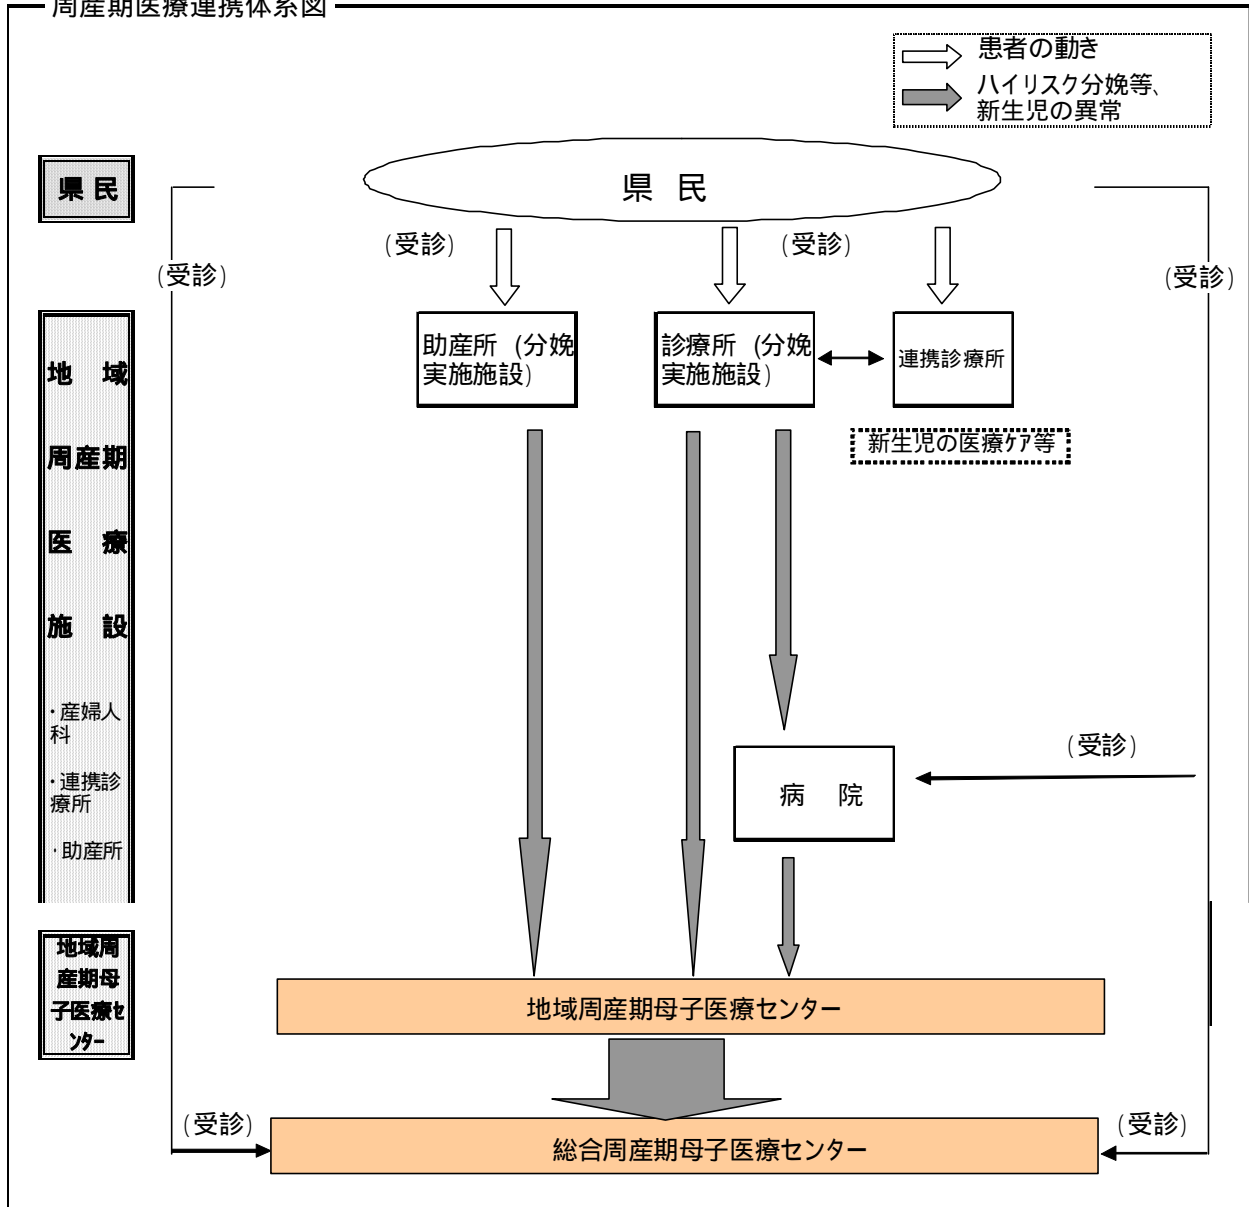 周産期医療連携体系図
患者の動き
ハイリスク分娩等、
新生児の異常
県 民
県 民
(受診)
(受診)
(受診)
(受診)
助産所 (分娩
実施施設)
診療所 (分娩
実施施設)
連携診療所
新生児の医療ケア等
地 域
周産期
医 療
施 設
・産婦人
科
・連携診
療所
・助産所
(受診)
病 院
地域周
産期母
子医療セ
ンター
地域周産期母子医療センター
(受診)
(受診)
総合周産期母子医療センター